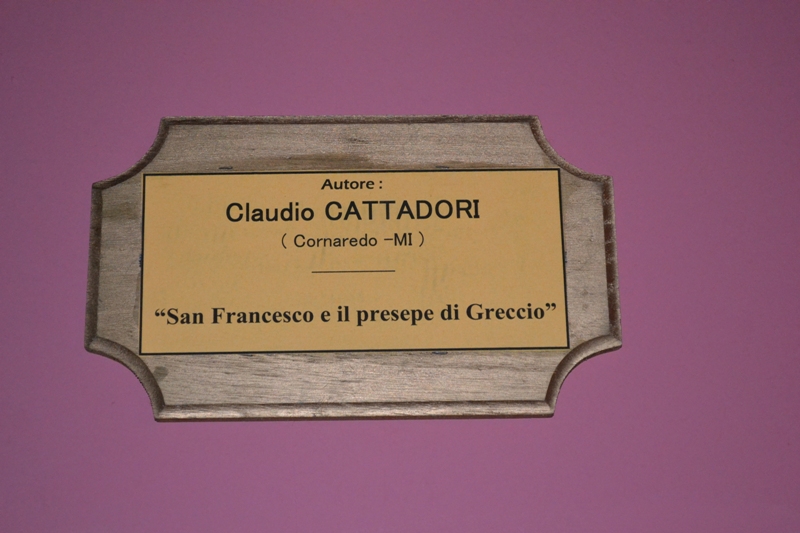 Autore :
Claudio CATTADORI
( Cornaredo -MI )
“San Francesco e il presepe di Greccio”